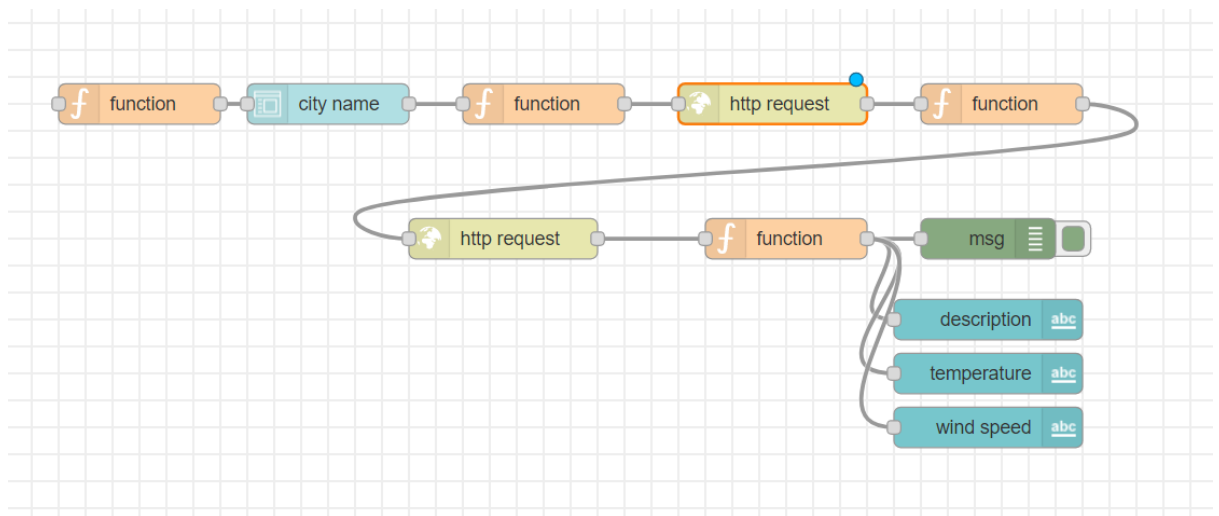 function
city name
function
http request
function
http request
function
msg
description abc
temperature abc
wind speed abc